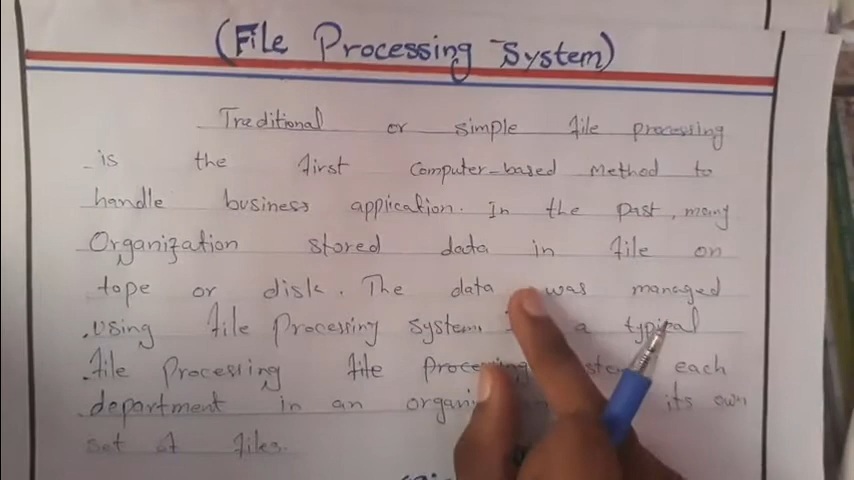 (File Processing System)
Treditional or simple file processing
is the first computer-based method to
handle business application. In the past, many
Organization stored data in file on
tape or disk. The data was managed
using file Processing system. a typical
file Processing file processing each
department in an its own
set of files.